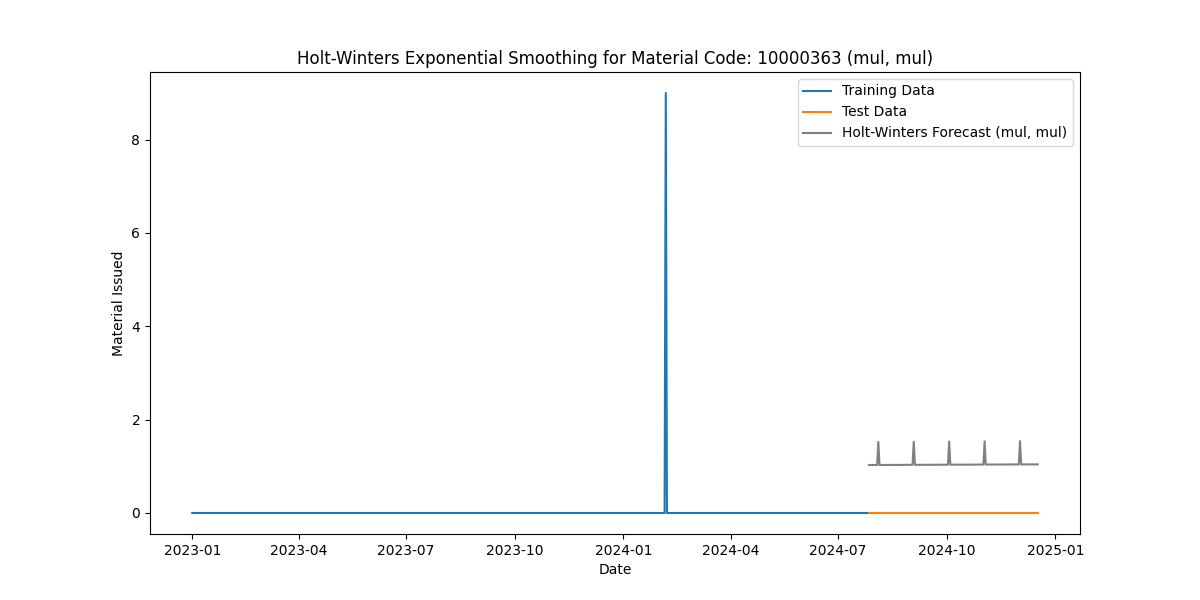 Holt-Winters Exponential Smoothing for Material Code: 10000363 (mul, mul)
Training Data
Test Data
Holt-Winters Forecast (mul, mul)
Material Issued
8
6
4
2
0
2023-01 2023-04 2023-07 2023-10 2024-01 2024-04 2024-07 2024-10 2025-01
Date